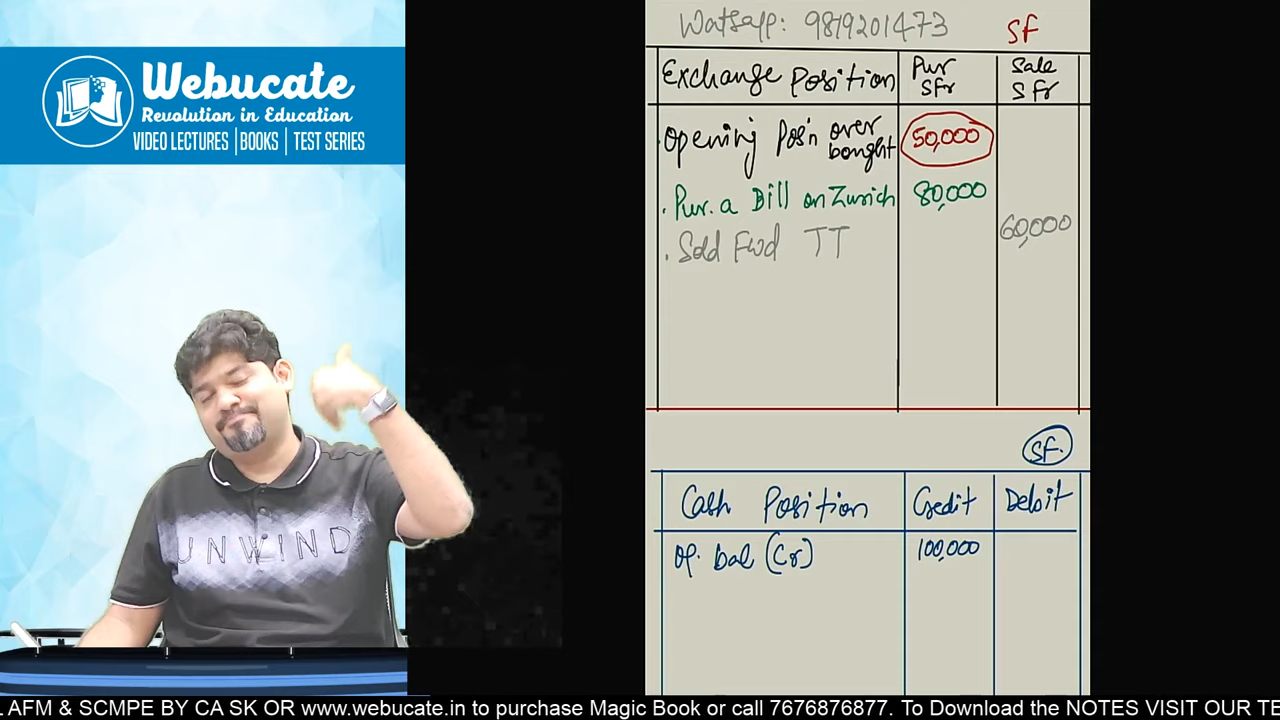 Webucate
Revolution in Education
VIDEO LECTURES | BOOKS | TEST SERIES
UNWIND
Watsapp: 9819201473 SF
Exchange Position Pur SFr Sale SFr
Opening Pos'n over bought 50,000
. Pur. a Bill on Zurich 80,000
. Sold Fwd TT 60,000
SF.
Cash Position Credit Debit
Op. bal (Cr) 100,000
AFM & SCMPE BY CA SK OR www.webucate.in to purchase Magic Book or call 7676876877. To Download the NOTES VISIT OUR TE